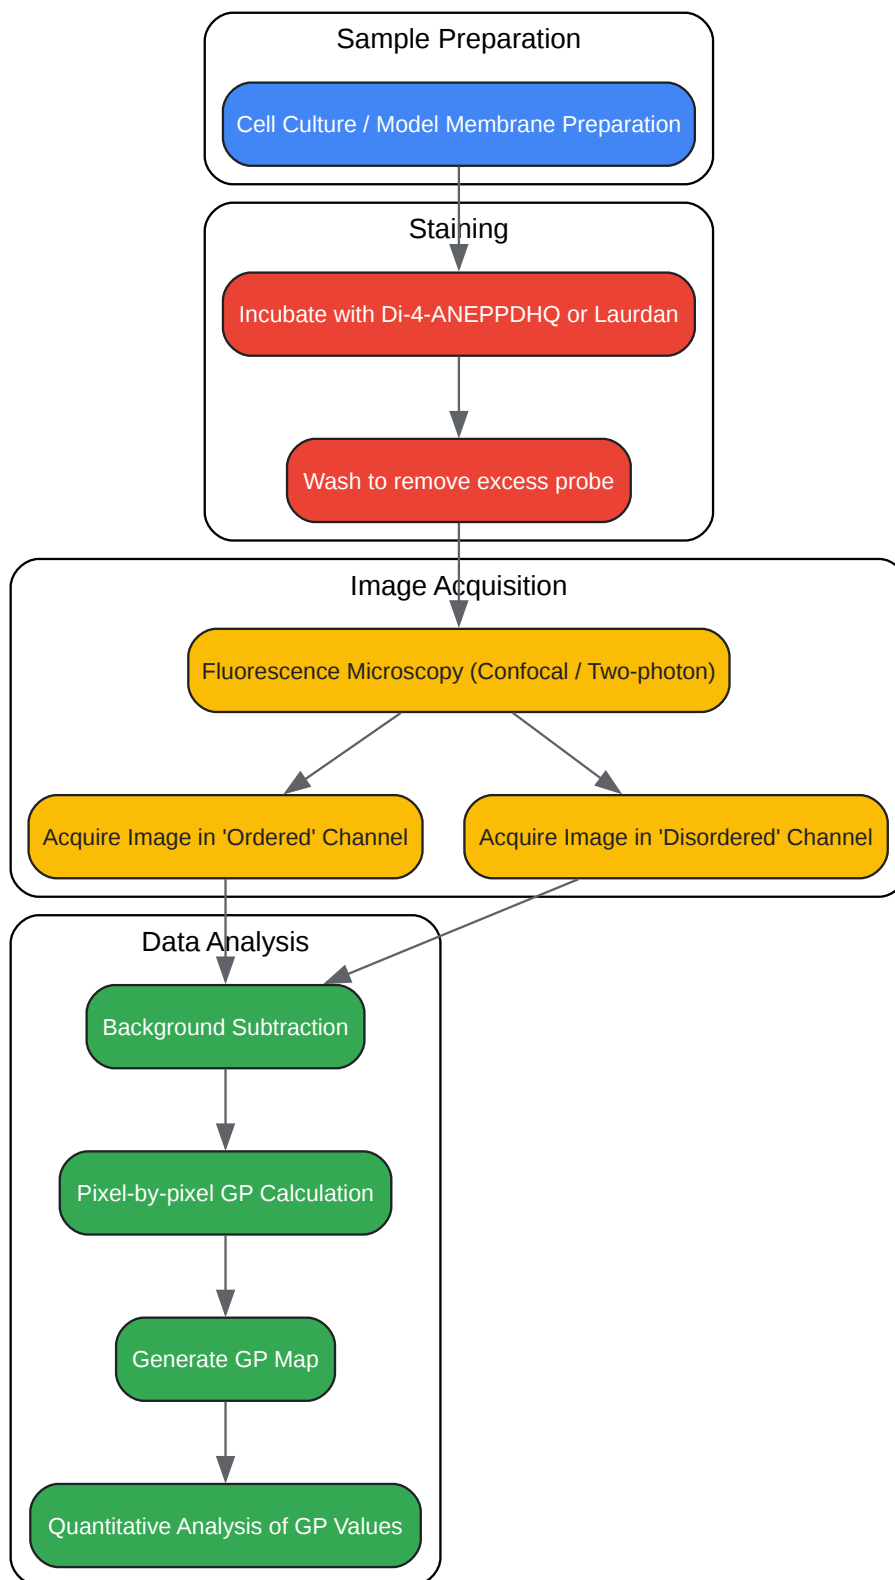 Sample Preparation
Cell Culture / Model Membrane Preparation
Staining
Incubate with Di-4-ANEPPDHQ or Laurdan
Wash to remove excess probe
Image Acquisition
Fluorescence Microscopy (Confocal / Two-photon)
Acquire Image in 'Ordered' Channel
Acquire Image in 'Disordered' Channel
Data Analysis
Background Subtraction
Pixel-by-pixel GP Calculation
Generate GP Map
Quantitative Analysis of GP Values